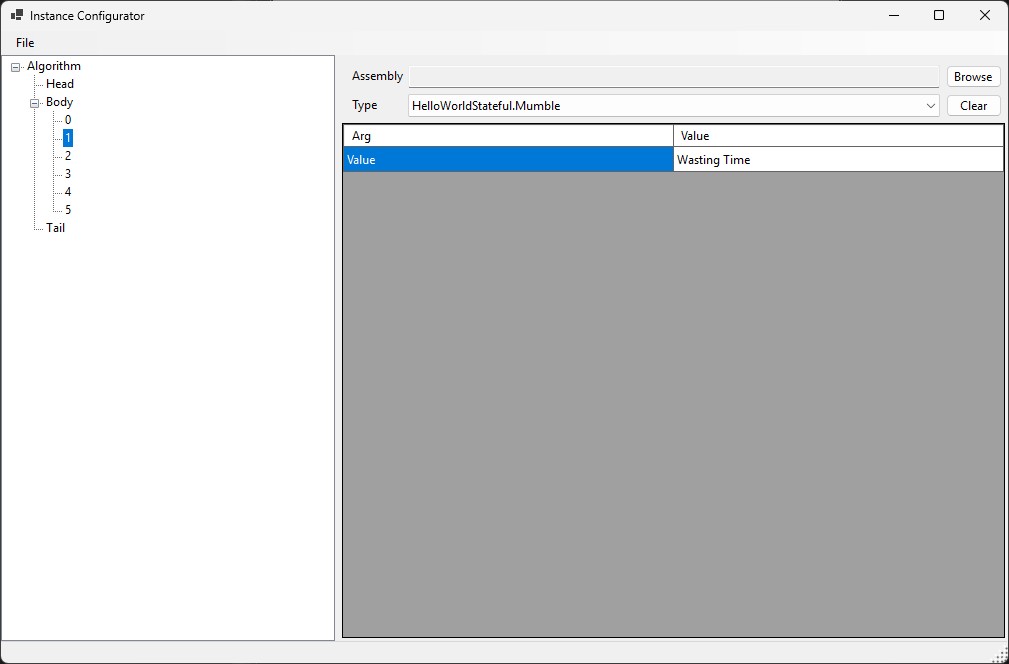 Instance Configurator
File
Algorithm
Head
Body
0
1
2
3
4
5
Tail
Assembly
Browse
Type
HelloWorldStateful.Mumble
Clear
Arg
Value
Value
Wasting Time